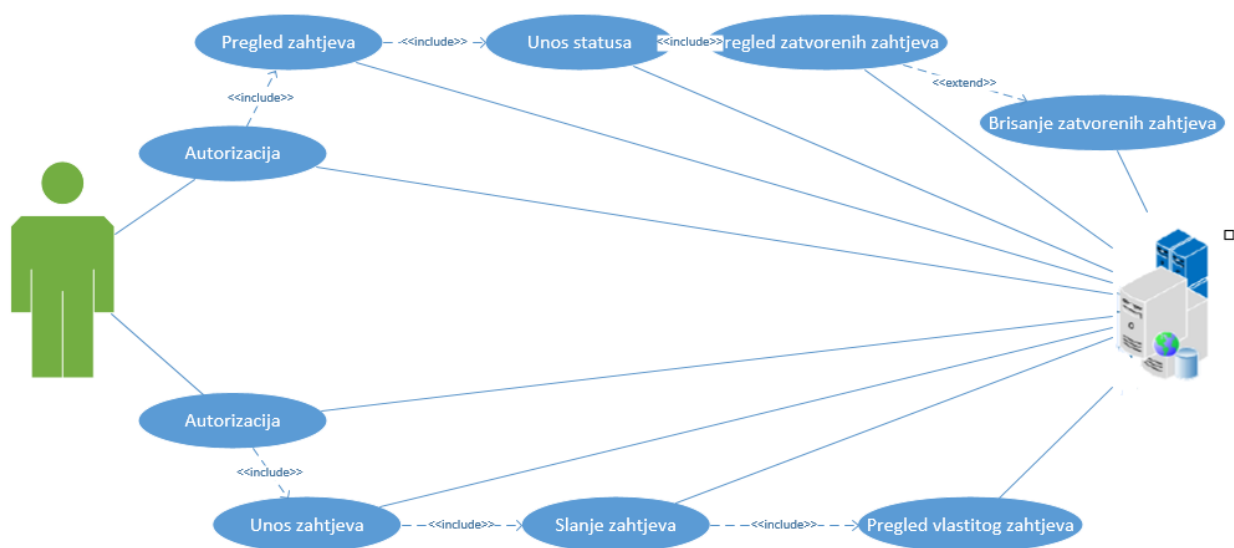 Pregled zahtjeva
<<include>>
Unos statusa
<<include>>
regled zatvorenih zahtjeva
<<extend>>
<<include>>
Brisanje zatvorenih zahtjeva
Autorizacija
Autorizacija
<<include>>
Unos zahtjeva
<<include>>
Slanje zahtjeva
<<include>>
Pregled vlastitog zahtjeva